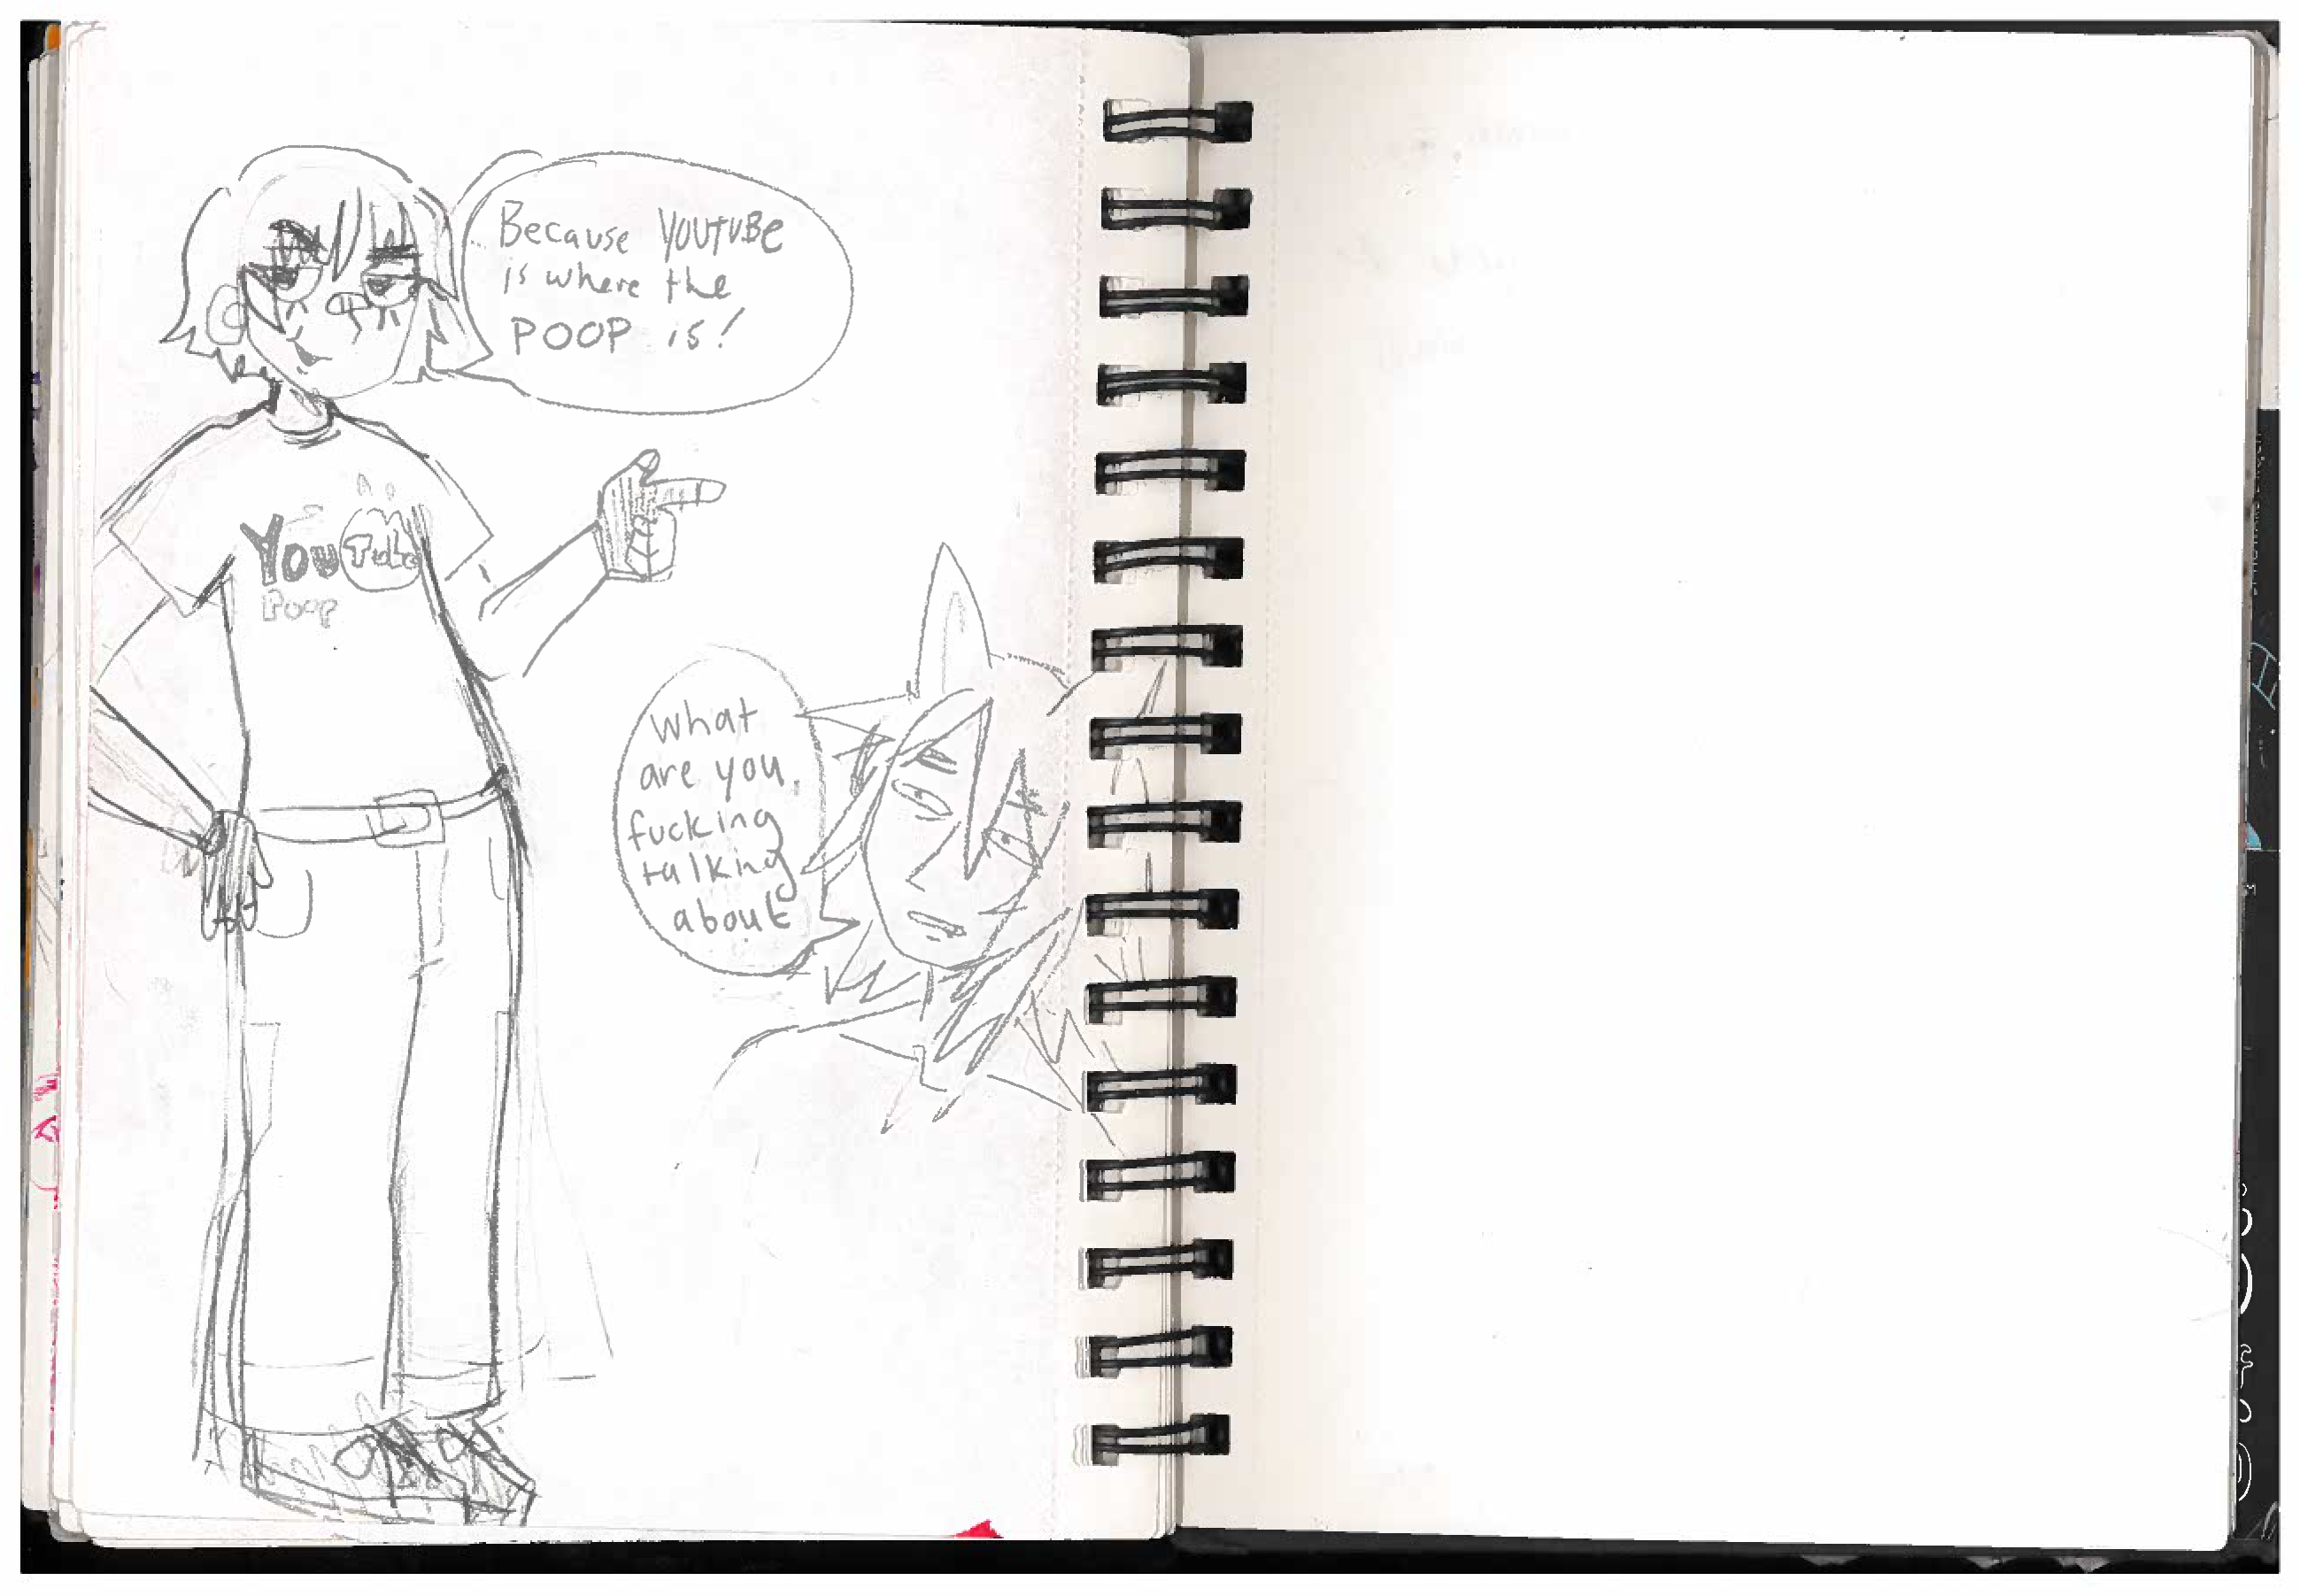 Because YOUTUBE
is where the
POOP is!
YouTube
Poop
What
are you
fucking
talking
about